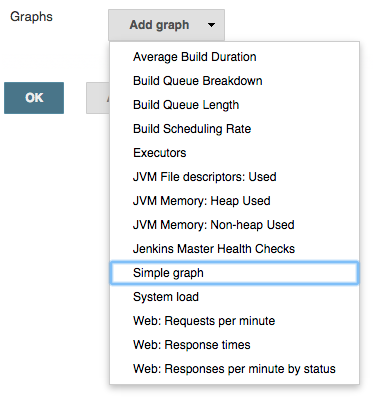 Graphs
Add graph
Average Build Duration
Build Queue Breakdown
Build Queue Length
Build Scheduling Rate
Executors
JVM File descriptors: Used
JVM Memory: Heap Used
JVM Memory: Non-heap Used
Jenkins Master Health Checks
Simple graph
System load
Web: Requests per minute
Web: Response times
Web: Responses per minute by status
OK